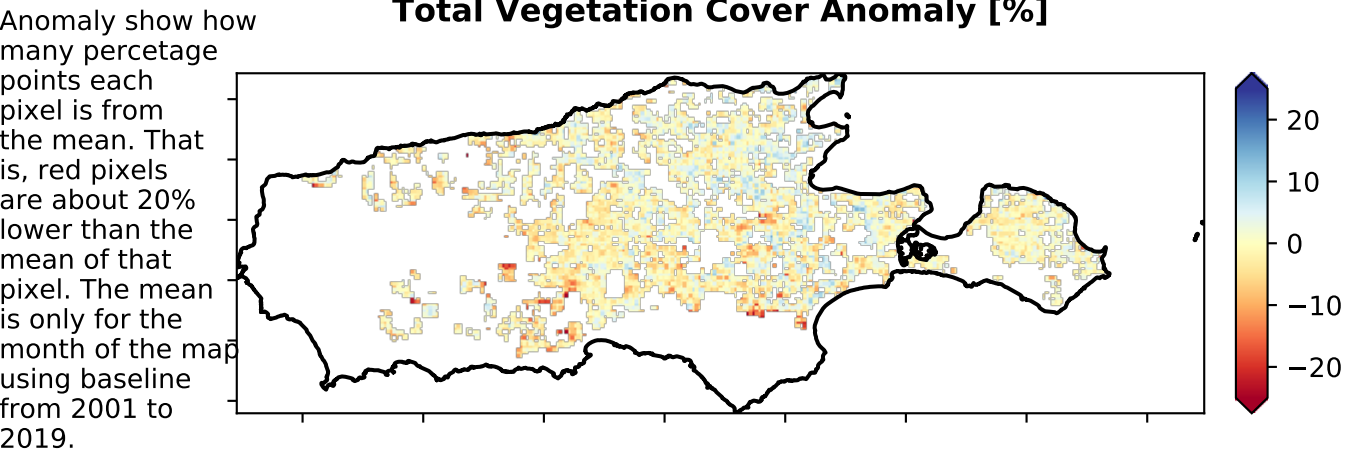 Total Vegetation Cover Anomaly [%]
Anomaly show how
many percetage
points each
pixel is from
the mean. That
is, red pixels
are about 20%
lower than the
mean of that
pixel. The mean
is only for the
month of the map
using baseline
from 2001 to
2019.
20
10
0
−10
−20